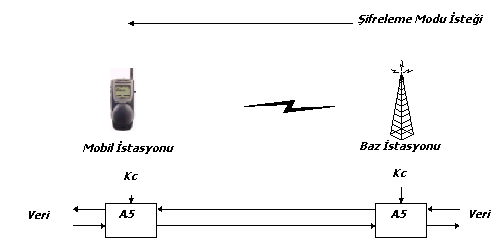 Şifreleme Modu İsteği
Mobil İstasyonu
Baz İstasyonu
Kc
Kc
Veri
A5
A5
Veri